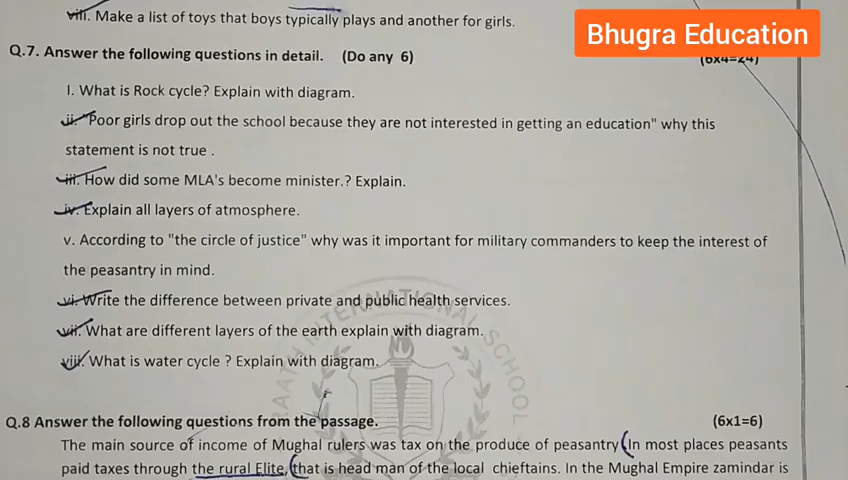 viii. Make a list of toys that boys typically plays and another for girls.
Bhugra Education
Q.7. Answer the following questions in detail. (Do any 6) (6x4=24)
I. What is Rock cycle? Explain with diagram.
ii. "Poor girls drop out the school because they are not interested in getting an education" why this
statement is not true .
iii. How did some MLA's become minister.? Explain.
iv. Explain all layers of atmosphere.
v. According to "the circle of justice" why was it important for military commanders to keep the interest of
the peasantry in mind.
vi. Write the difference between private and public health services.
vii. What are different layers of the earth explain with diagram.
viii. What is water cycle ? Explain with diagram.
INTERNATIONAL SCHOOL
Q.8 Answer the following questions from the passage. (6x1=6)
The main source of income of Mughal rulers was tax on the produce of peasantry (In most places peasants
paid taxes through the rural Elite, (that is head man of the local chieftains. In the Mughal Empire zamindar is